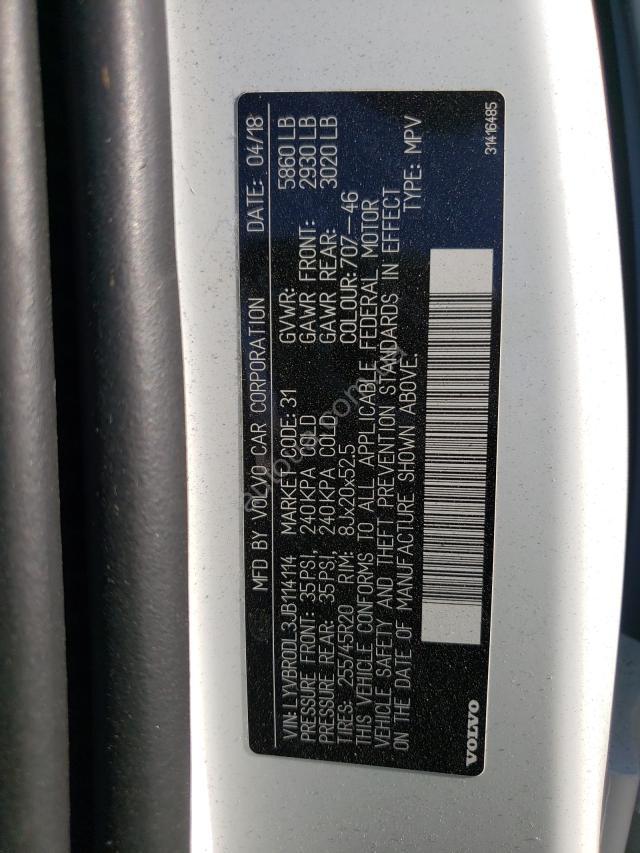 MFD BY VOLVO CAR CORPORATION DATE: 04/18
VIN: LYVBR0DL3JB114114 MARKET CODE: 31 GVWR: 5860 LB
PRESSURE FRONT: 35PSI, 240KPA COLD GAWR FRONT: 2930 LB
PRESSURE REAR: 35PSI, 240KPA COLD GAWR REAR: 3020 LB
TIRES: 255/45R20 RIM: 8Jx20x52.5 COLOUR: 707-46
THIS VEHICLE CONFORMS TO ALL APPLICABLE FEDERAL MOTOR
VEHICLE SAFETY AND THEFT PREVENTION STANDARDS IN EFFECT
ON THE DATE OF MANUFACTURE SHOWN ABOVE. TYPE: MPV
VOLVO 31416485